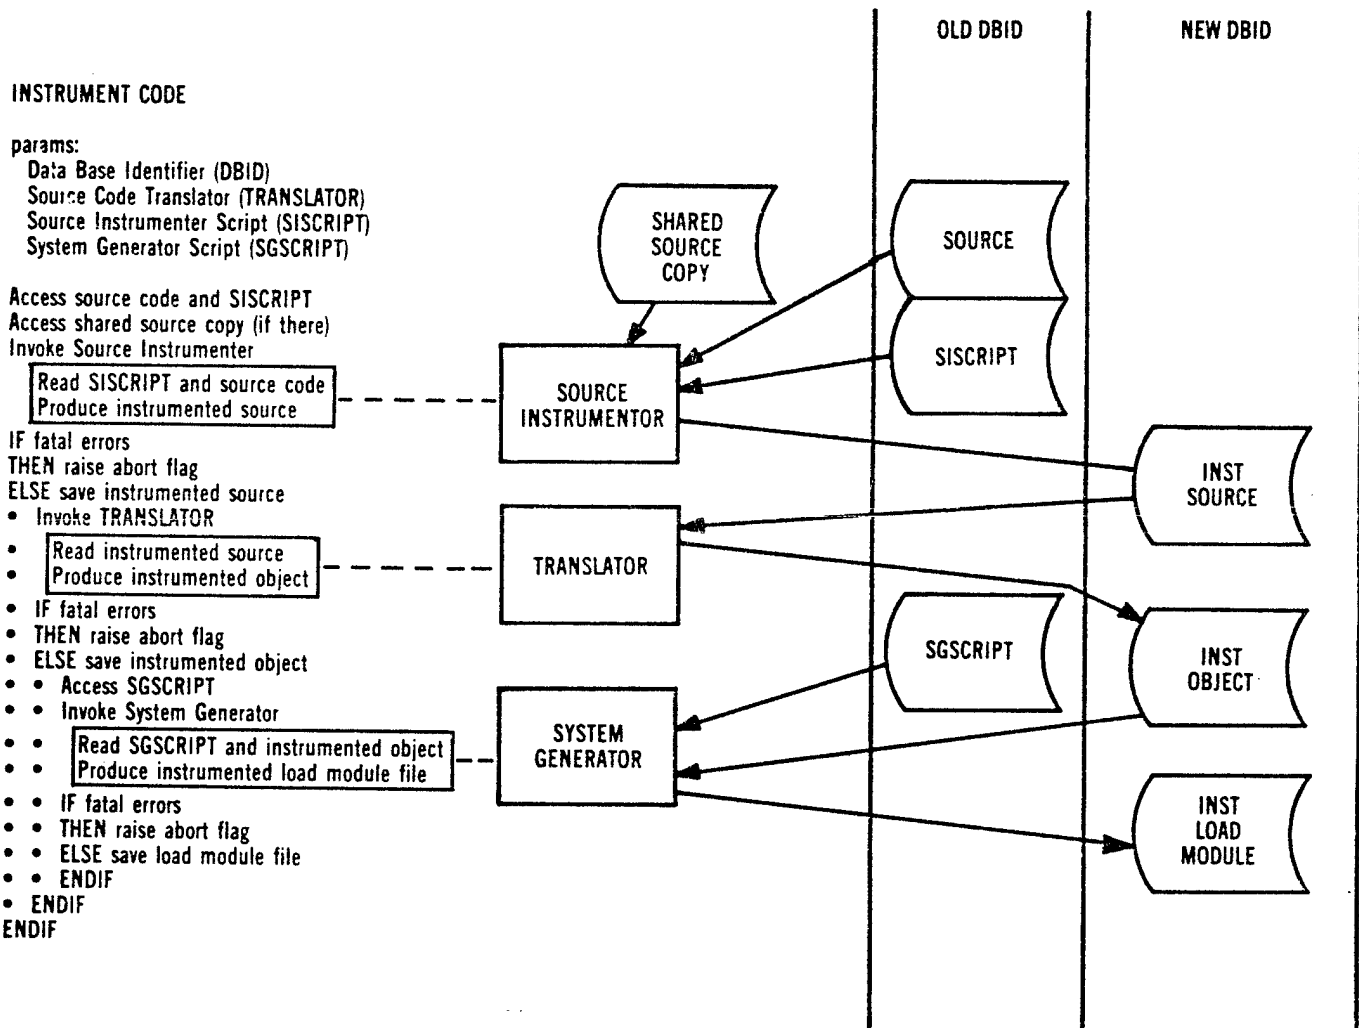 INSTRUMENT CODE
params:
Data Base Identifier (DBID)
Source Code Translator (TRANSLATOR)
Source Instrumenter Script (SISCRIPT)
System Generator Script (SGSCRIPT)
Access source code and SISCRIPT
Access shared source copy (if there)
Invoke Source Instrumenter
Read SISCRIPT and source code
Produce instrumented source
IF fatal errors
THEN raise abort flag
ELSE save instrumented source
• Invoke TRANSLATOR
• Read instrumented source
• Produce instrumented object
• IF fatal errors
• THEN raise abort flag
• ELSE save instrumented object
• • Access SGSCRIPT
• • Invoke System Generator
• • Read SGSCRIPT and instrumented object
• • Produce instrumented load module file
• • IF fatal errors
• • THEN raise abort flag
• • ELSE save load module file
• • ENDIF
• ENDIF
ENDIF
SHARED
SOURCE
COPY
SOURCE
INSTRUMENTOR
TRANSLATOR
SYSTEM
GENERATOR
OLD DBID
SOURCE
SISCRIPT
SGSCRIPT
NEW DBID
INST
SOURCE
INST
OBJECT
INST
LOAD
MODULE